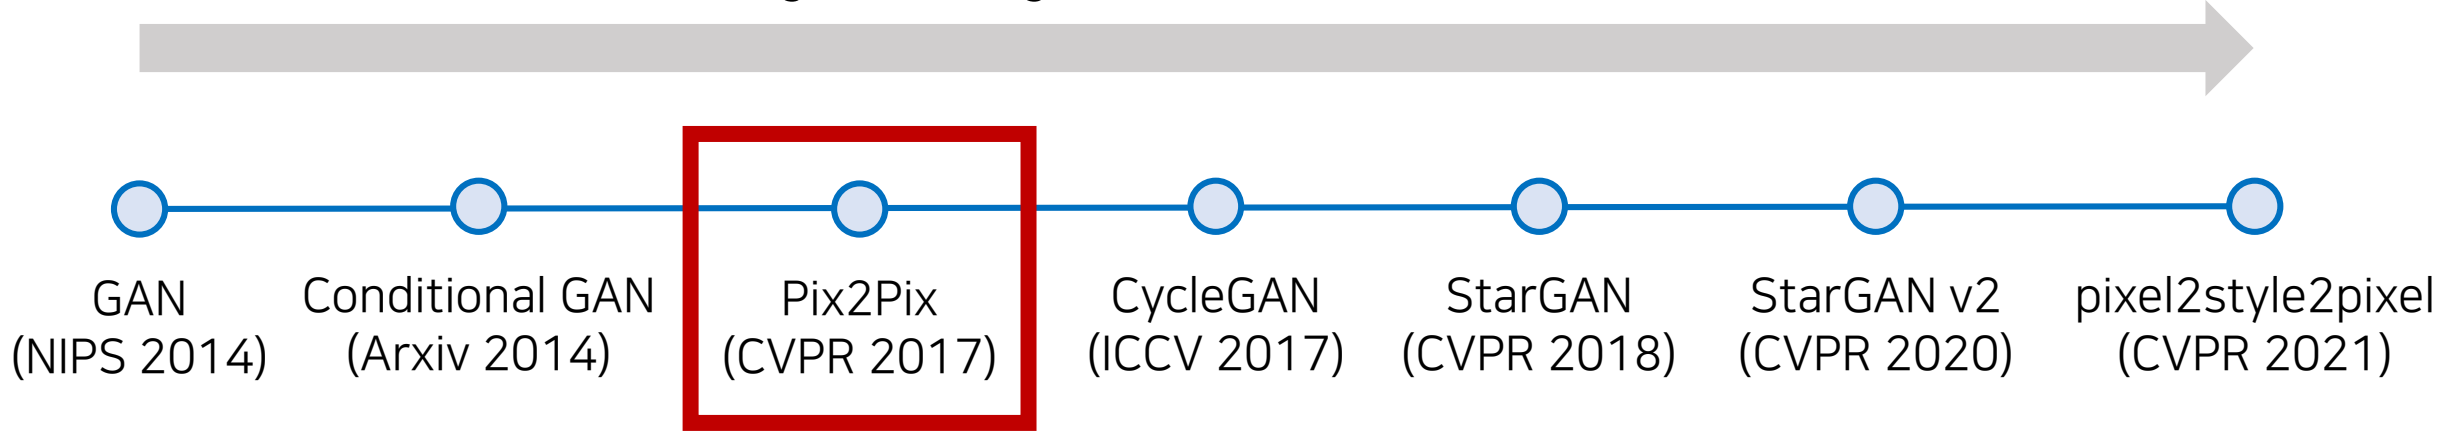 GAN
(NIPS 2014)
Conditional GAN
(Arxiv 2014)
Pix2Pix
(CVPR 2017)
CycleGAN
(ICCV 2017)
StarGAN
(CVPR 2018)
StarGAN v2
(CVPR 2020)
pixel2style2pixel
(CVPR 2021)